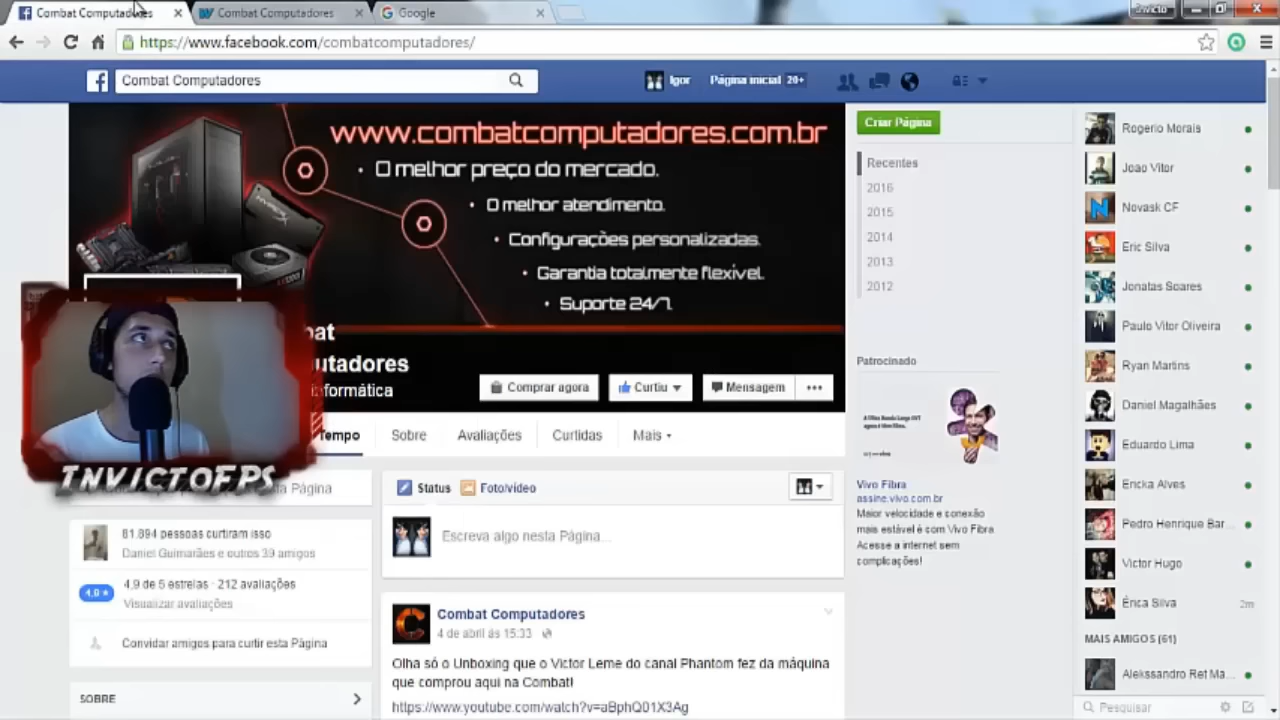 Combat Computadores
Combat Computadores
Google
Invicto
https://www.facebook.com/combatcomputadores/
Combat Computadores
Igor
Página inicial 20+
www.combatcomputadores.com.br
• O melhor preço do mercado.
• O melhor atendimento.
• Configurações personalizadas.
• Garantia totalmente flexível.
• Suporte 24/7.
Comprar agora
Curtiu
Mensagem
Sobre
Avaliações
Curtidas
Mais
INVICTOFPS
Status
Foto/vídeo
Escreva algo nesta Página...
81.894 pessoas curtiram isso
Daniel Guimarães e outros 39 amigos
4,9 de 5 estrelas · 212 avaliações
Visualizar avaliações
Convidar amigos para curtir esta Página
SOBRE
Combat Computadores
4 de abril às 15:33
Olha só o Unboxing que o Victor Leme do canal Phantom fez da máquina
que comprou aqui na Combat!
https://www.youtube.com/watch?v=aBphQ01X3Ag
Criar Página
Recentes
2016
2015
2014
2013
2012
Patrocinado
Vivo Fibra
assine.vivo.com.br
Maior velocidade e conexão
mais estável é com Vivo Fibra
Acesse a internet sem
complicações!
Rogerio Morais
Joao Vitor
Novask CF
Eric Silva
Jonatas Soares
Paulo Vitor Oliveira
Ryan Martins
Daniel Magalhães
Eduardo Lima
Ericka Alves
Pedro Henrique Bar...
Victor Hugo
Érica Silva
2m
MAIS AMIGOS (61)
Alekssandro Ret Ma...
Pesquisar